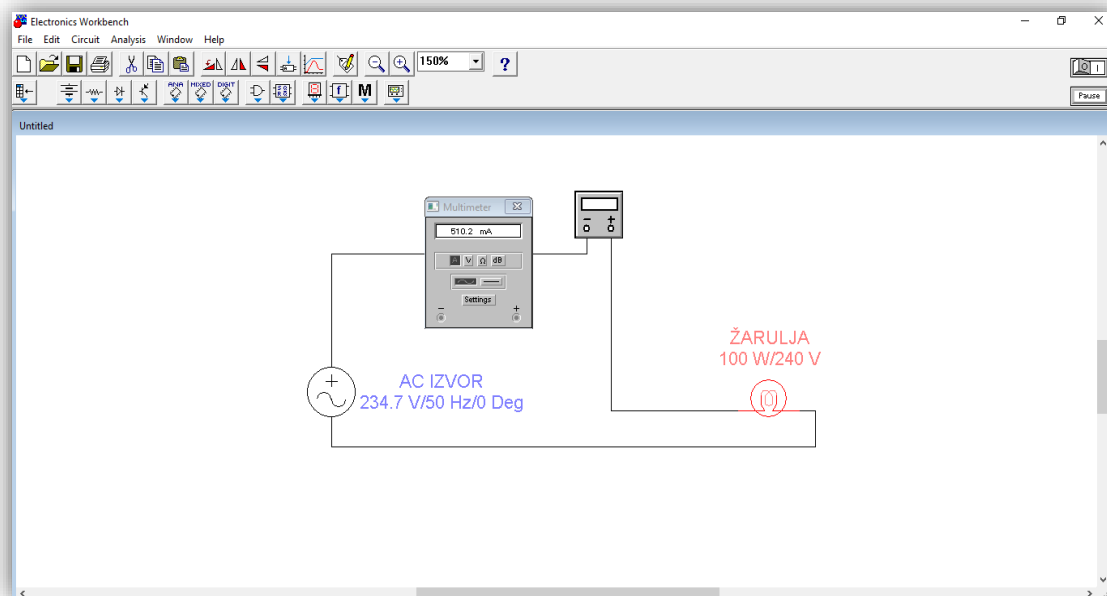 Electronics Workbench
File Edit Circuit Analysis Window Help
150%
?
ANA MIXED DIGIT
M
Pause
Untitled
Multimeter
510.2 mA
A V Ω dB
Settings
- +
- +
+
AC IZVOR
234.7 V/50 Hz/0 Deg
ŽARULJA
100 W/240 V